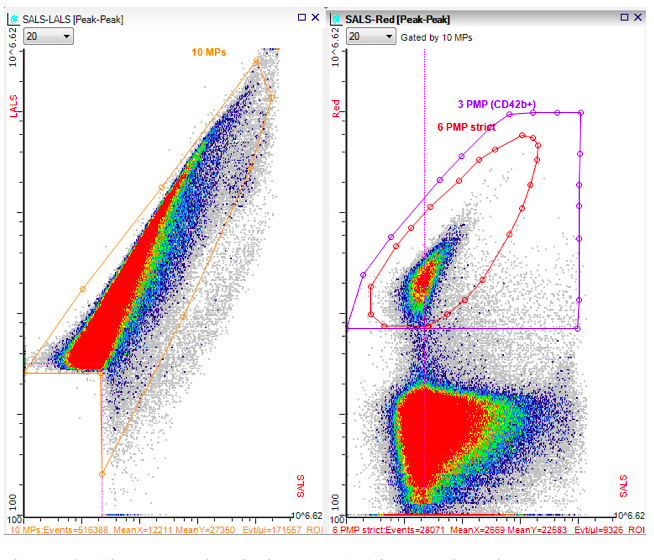 SALS-LALS [Peak-Peak]
20
10^6.62
LALS
10 MPs
SALS
100
100
10^6.62
10 MPs:Events=516388 MeanX=12211 MeanY=27350 Evt/µl=171557 ROI
SALS-Red [Peak-Peak]
20
Gated by 10 MPs
10^6.62
Red
3 PMP (CD42b+)
6 PMP strict
SALS
100
100
10^6.62
6 PMP strict:Events=28071 MeanX=2669 MeanY=22583 Evt/µl=9326 ROI